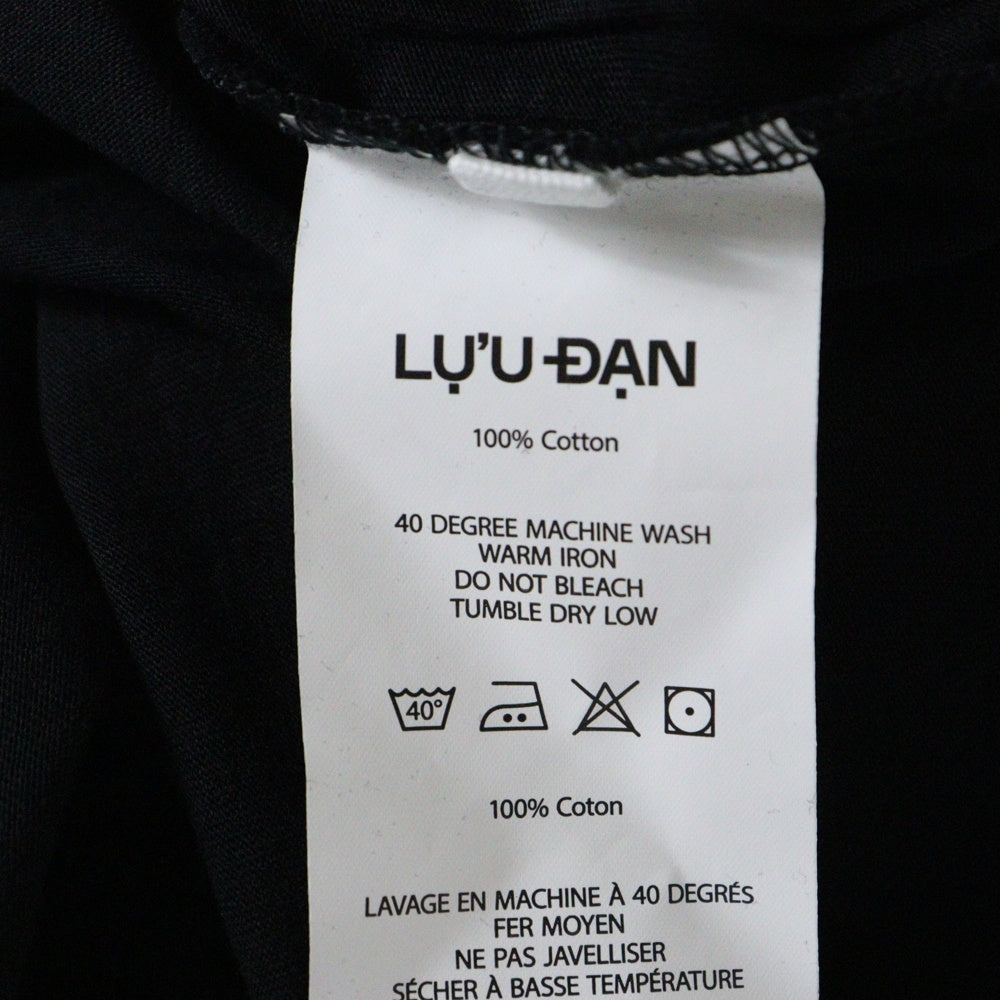 LỰU ĐẠN
100% Cotton
40 DEGREE MACHINE WASH
WARM IRON
DO NOT BLEACH
TUMBLE DRY LOW
40°
100% Coton
LAVAGE EN MACHINE À 40 DEGRÉS
FER MOYEN
NE PAS JAVELLISER
SÉCHER À BASSE TEMPÉRATURE